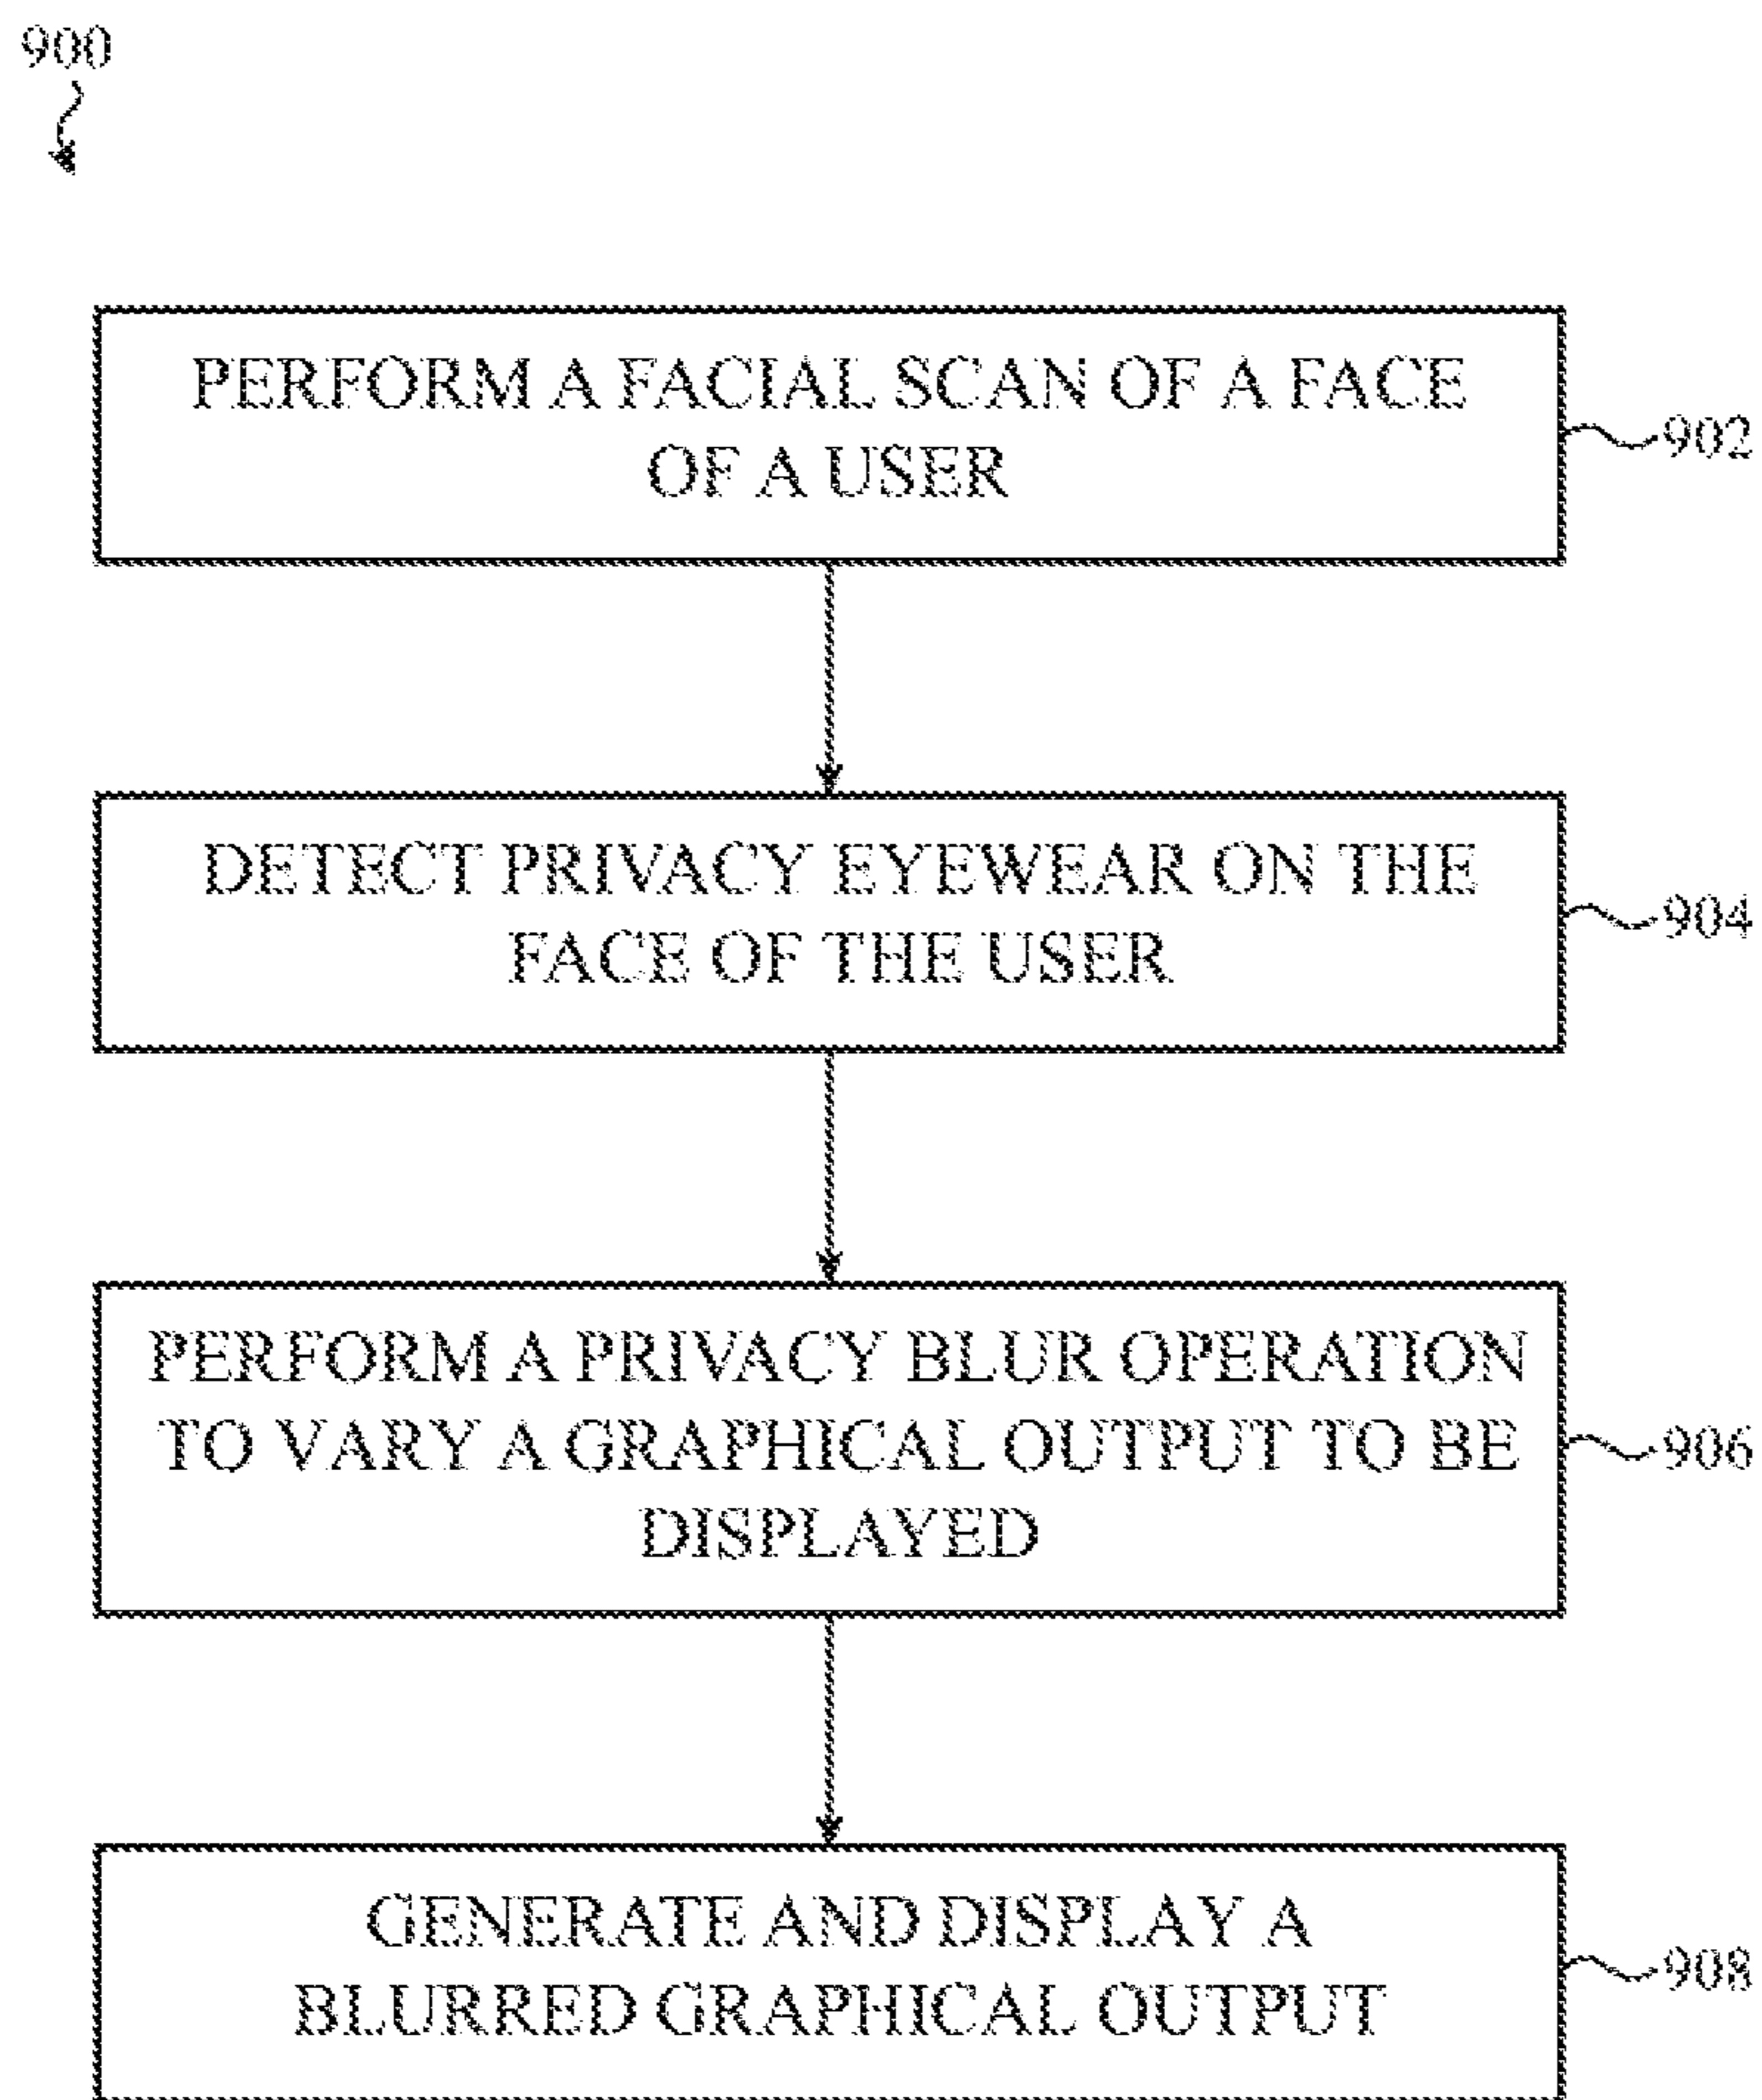 900
PERFORM A FACIAL SCAN OF A FACE
OF A USER
902
DETECT PRIVACY EYEWEAR ON THE
FACE OF THE USER
904
PERFORM A PRIVACY BLUR OPERATION
TO VARY A GRAPHICAL OUTPUT TO BE
DISPLAYED
906
GENERATE AND DISPLAY A
BLURRED GRAPHICAL OUTPUT
908